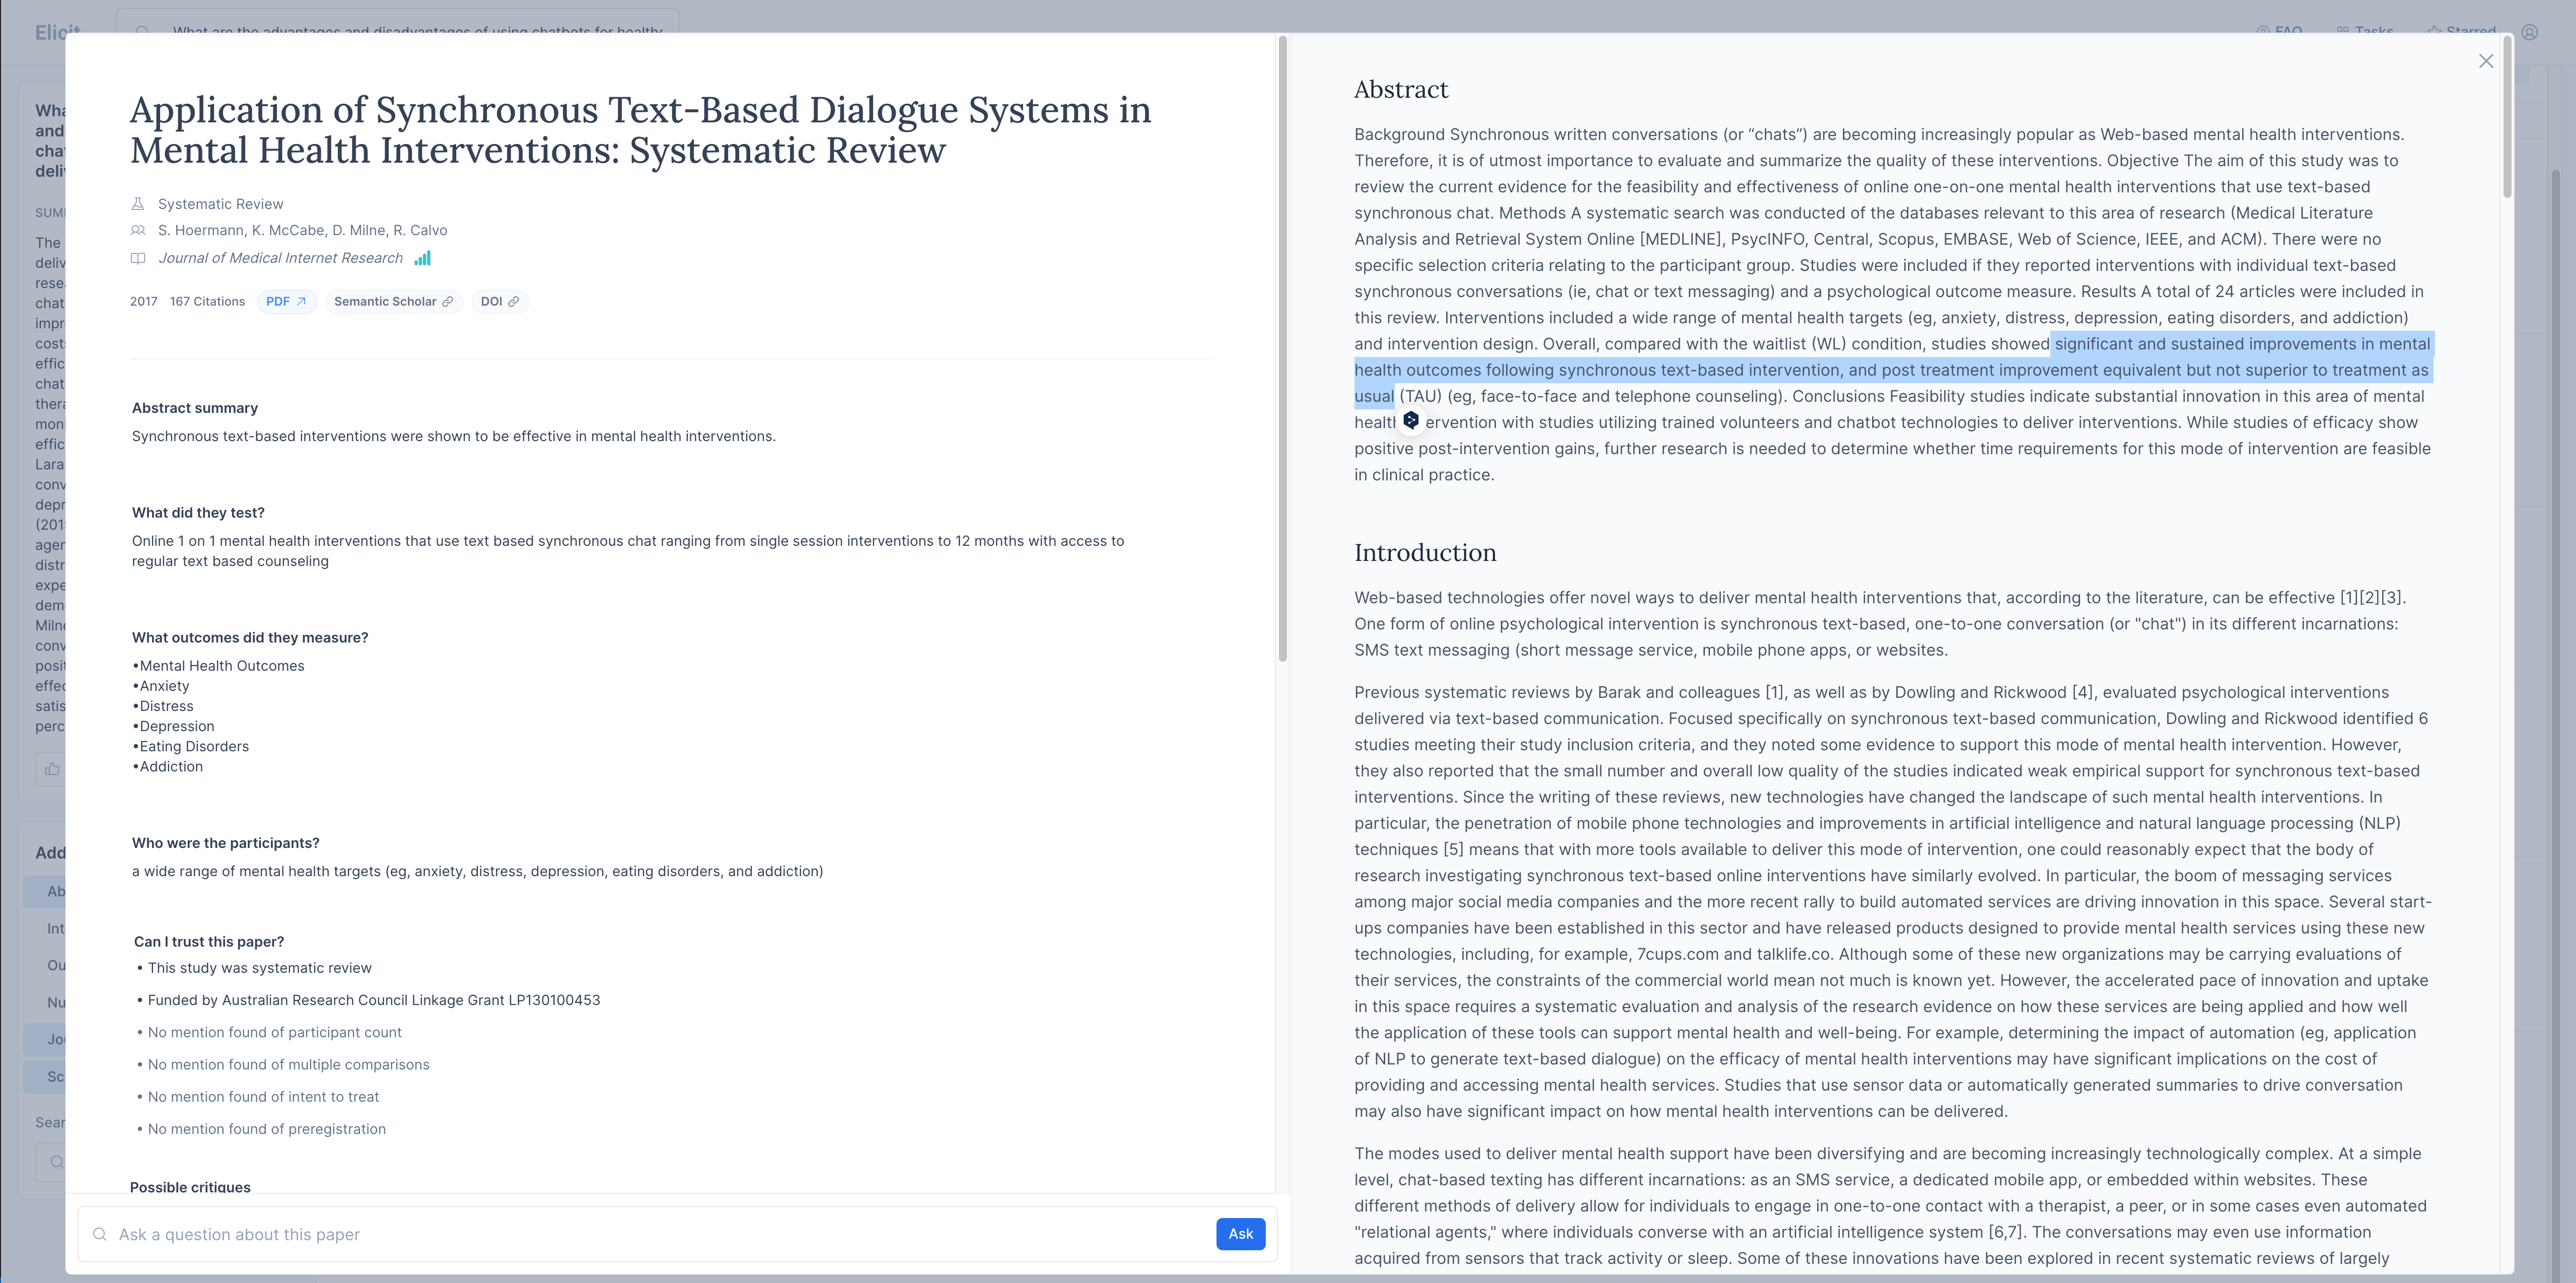 Elicit
What are the advantages and disadvantages of using chatbots for healthc
FAQ
Tasks
Starred
Application of Synchronous Text-Based Dialogue Systems in
Mental Health Interventions: Systematic Review
Systematic Review
S. Hoermann, K. McCabe, D. Milne, R. Calvo
Journal of Medical Internet Research
2017 167 Citations PDF Semantic Scholar DOI
Abstract summary
Synchronous text-based interventions were shown to be effective in mental health interventions.
What did they test?
Online 1 on 1 mental health interventions that use text based synchronous chat ranging from single session interventions to 12 months with access to
regular text based counseling
What outcomes did they measure?
•Mental Health Outcomes
•Anxiety
•Distress
•Depression
•Eating Disorders
•Addiction
Who were the participants?
a wide range of mental health targets (eg, anxiety, distress, depression, eating disorders, and addiction)
Can I trust this paper?
• This study was systematic review
• Funded by Australian Research Council Linkage Grant LP130100453
• No mention found of participant count
• No mention found of multiple comparisons
• No mention found of intent to treat
• No mention found of preregistration
Possible critiques
Ask a question about this paper
Ask
Abstract
Background Synchronous written conversations (or “chats”) are becoming increasingly popular as Web-based mental health interventions.
Therefore, it is of utmost importance to evaluate and summarize the quality of these interventions. Objective The aim of this study was to
review the current evidence for the feasibility and effectiveness of online one-on-one mental health interventions that use text-based
synchronous chat. Methods A systematic search was conducted of the databases relevant to this area of research (Medical Literature
Analysis and Retrieval System Online [MEDLINE], PsycINFO, Central, Scopus, EMBASE, Web of Science, IEEE, and ACM). There were no
specific selection criteria relating to the participant group. Studies were included if they reported interventions with individual text-based
synchronous conversations (ie, chat or text messaging) and a psychological outcome measure. Results A total of 24 articles were included in
this review. Interventions included a wide range of mental health targets (eg, anxiety, distress, depression, eating disorders, and addiction)
and intervention design. Overall, compared with the waitlist (WL) condition, studies showed significant and sustained improvements in mental
health outcomes following synchronous text-based intervention, and post treatment improvement equivalent but not superior to treatment as
usual (TAU) (eg, face-to-face and telephone counseling). Conclusions Feasibility studies indicate substantial innovation in this area of mental
health ervention with studies utilizing trained volunteers and chatbot technologies to deliver interventions. While studies of efficacy show
positive post-intervention gains, further research is needed to determine whether time requirements for this mode of intervention are feasible
in clinical practice.
Introduction
Web-based technologies offer novel ways to deliver mental health interventions that, according to the literature, can be effective [1][2][3].
One form of online psychological intervention is synchronous text-based, one-to-one conversation (or "chat") in its different incarnations:
SMS text messaging (short message service, mobile phone apps, or websites.
Previous systematic reviews by Barak and colleagues [1], as well as by Dowling and Rickwood [4], evaluated psychological interventions
delivered via text-based communication. Focused specifically on synchronous text-based communication, Dowling and Rickwood identified 6
studies meeting their study inclusion criteria, and they noted some evidence to support this mode of mental health intervention. However,
they also reported that the small number and overall low quality of the studies indicated weak empirical support for synchronous text-based
interventions. Since the writing of these reviews, new technologies have changed the landscape of such mental health interventions. In
particular, the penetration of mobile phone technologies and improvements in artificial intelligence and natural language processing (NLP)
techniques [5] means that with more tools available to deliver this mode of intervention, one could reasonably expect that the body of
research investigating synchronous text-based online interventions have similarly evolved. In particular, the boom of messaging services
among major social media companies and the more recent rally to build automated services are driving innovation in this space. Several start-
ups companies have been established in this sector and have released products designed to provide mental health services using these new
technologies, including, for example, 7cups.com and talklife.co. Although some of these new organizations may be carrying evaluations of
their services, the constraints of the commercial world mean not much is known yet. However, the accelerated pace of innovation and uptake
in this space requires a systematic evaluation and analysis of the research evidence on how these services are being applied and how well
the application of these tools can support mental health and well-being. For example, determining the impact of automation (eg, application
of NLP to generate text-based dialogue) on the efficacy of mental health interventions may have significant implications on the cost of
providing and accessing mental health services. Studies that use sensor data or automatically generated summaries to drive conversation
may also have significant impact on how mental health interventions can be delivered.
The modes used to deliver mental health support have been diversifying and are becoming increasingly technologically complex. At a simple
level, chat-based texting has different incarnations: as an SMS service, a dedicated mobile app, or embedded within websites. These
different methods of delivery allow for individuals to engage in one-to-one contact with a therapist, a peer, or in some cases even automated
"relational agents," where individuals converse with an artificial intelligence system [6,7]. The conversations may even use information
acquired from sensors that track activity or sleep. Some of these innovations have been explored in recent systematic reviews of largely